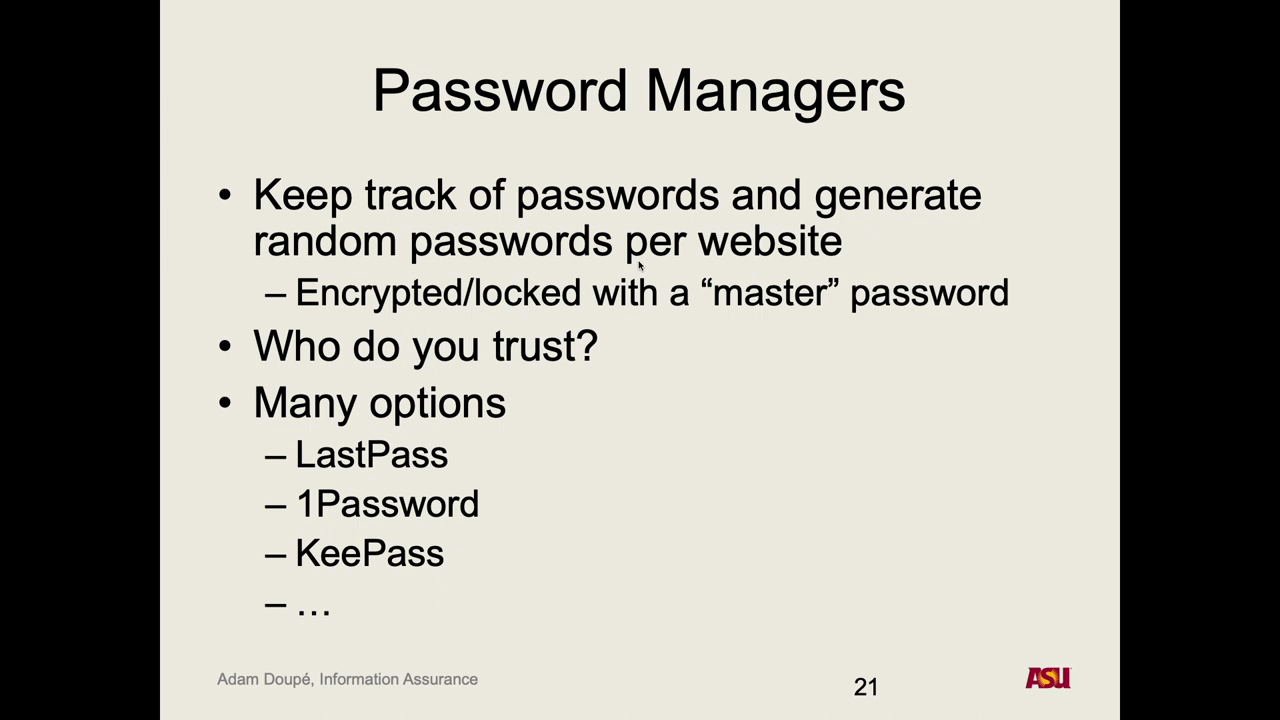 Password Managers
• Keep track of passwords and generate
random passwords per website
– Encrypted/locked with a “master” password
• Who do you trust?
• Many options
– LastPass
– 1Password
– KeePass
– …
Adam Doupé, Information Assurance
21
ASU